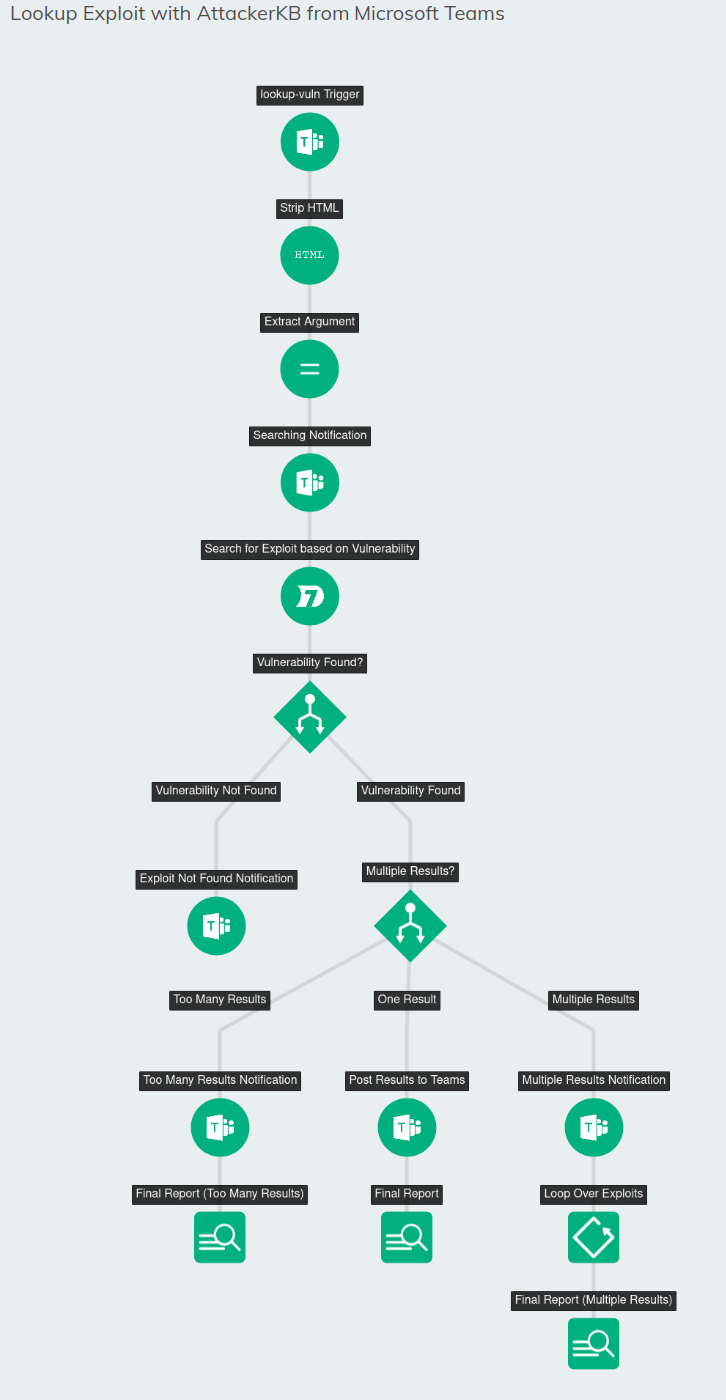 Lookup Exploit with AttackerKB from Microsoft Teams
lookup-vuln Trigger
T
Strip HTML
HTML
Extract Argument
Searching Notification
T
Search for Exploit based on Vulnerability
7
Vulnerability Found?
Vulnerability Not Found
Vulnerability Found
Exploit Not Found Notification
T
Multiple Results?
Too Many Results
One Result
Multiple Results
Too Many Results Notification
Post Results to Teams
Multiple Results Notification
T
T
T
Final Report (Too Many Results)
Final Report
Loop Over Exploits
Final Report (Multiple Results)